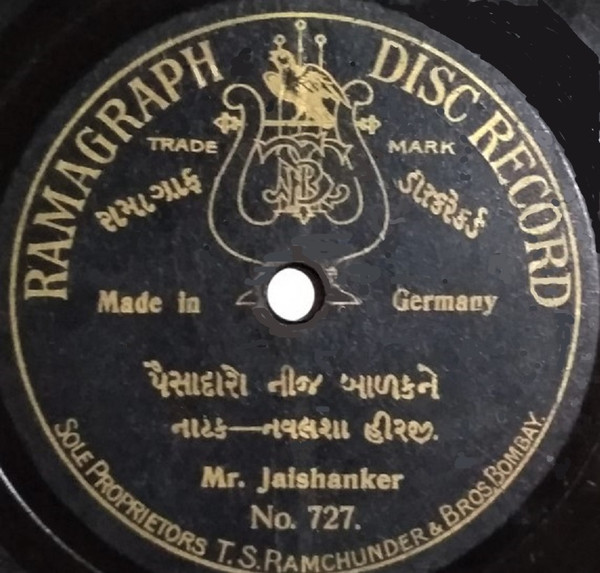 RAMAGRAPH DISC RECORD
TRADE MARK
રામાગ્રાફ ડીસ્કરેકર્ડ
Made in Germany
પૈસાદારો નીજ બાળકને
નાટક—નવલશા હીરજી.
Mr. Jaishanker
No. 727.
SOLE PROPRIETORS T. S. RAMCHUNDER & BROS. BOMBAY.